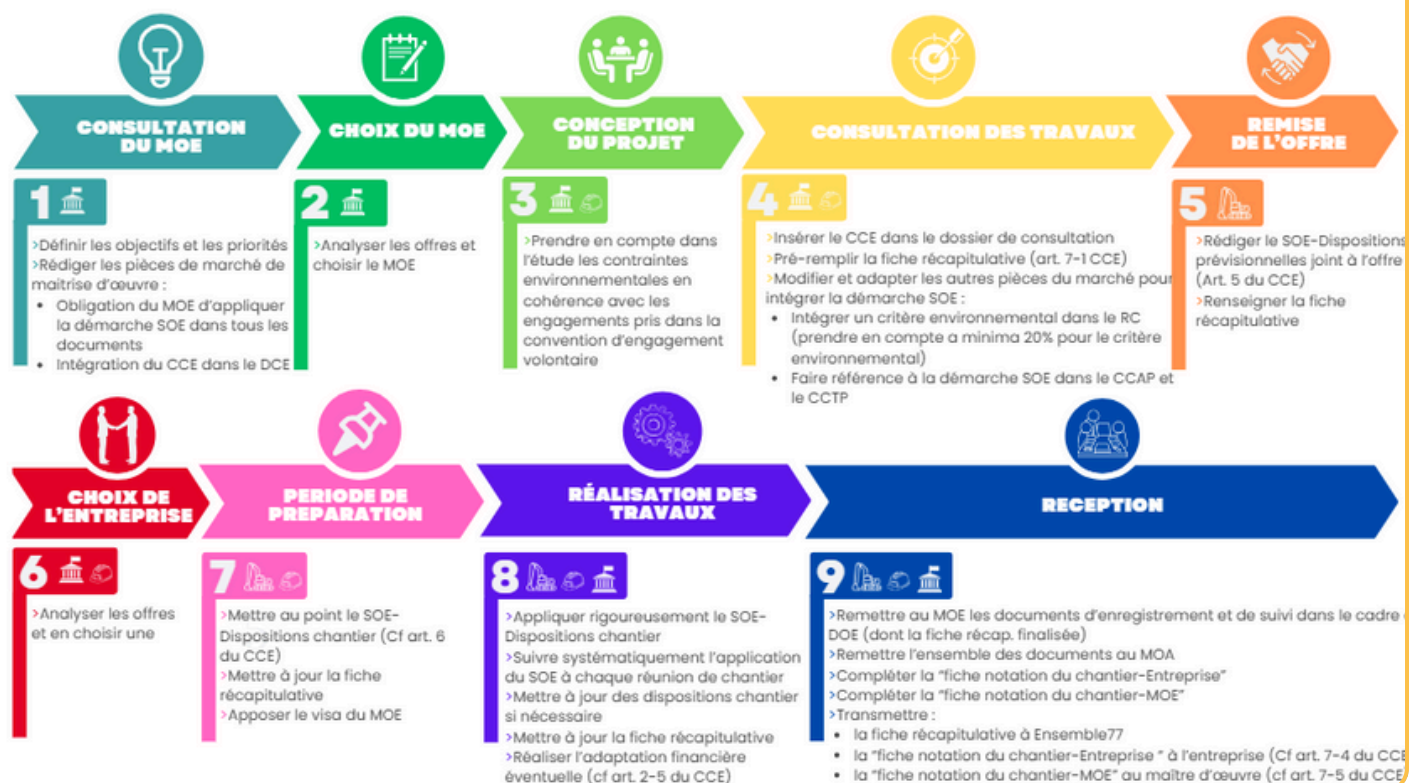 CONSULTATION
DU MOE
CHOIX DU MOE
CONCEPTION
DU PROJET
CONSULTATION DES TRAVAUX
REMISE
DE L'OFFRE
1
>Définir les objectifs et les priorités
>Rédiger les pièces de marché de
maitrise d'œuvre :
• Obligation du MOE d'appliquer
la démarche SOE dans tous les
documents
• Intégration du CCE dans le DCE
2
>Analyser les offres et
choisir le MOE
3
>Prendre en compte dans
l'étude les contraintes
environnementales en
cohérence avec les
engagements pris dans la
convention d'engagement
volontaire
4
>Insérer le CCE dans le dossier de consultation
>Pré-remplir la fiche récapitulative (art. 7-1 CCE)
>Modifier et adapter les autres pièces du marché pour
intégrer la démarche SOE :
• Intégrer un critère environnemental dans le RC
(prendre en compte a minima 20% pour le critère
environnemental)
• Faire référence à la démarche SOE dans le CCAP et
le CCTP
5
>Rédiger le SOE-Dispositions
prévisionnelles joint à l'offre
(Art. 5 du CCE)
>Renseigner la fiche
récapitulative
CHOIX DE
L'ENTREPRISE
PERIODE DE
PREPARATION
RÉALISATION DES
TRAVAUX
RECEPTION
6
>Analyser les offres
et en choisir une
7
>Mettre au point le SOE-
Dispositions chantier (Cf art. 6
du CCE)
>Mettre à jour la fiche
récapitulative
>Apposer le visa du MOE
8
>Appliquer rigoureusement le SOE-
Dispositions chantier
>Suivre systématiquement l'application
du SOE à chaque réunion de chantier
>Mettre à jour des dispositions chantier
si nécessaire
>Mettre à jour la fiche récapitulative
>Réaliser l'adaptation financière
éventuelle (cf art. 2-5 du CCE)
9
>Remettre au MOE les documents d'enregistrement et de suivi dans le cadre
DOE (dont la fiche récap. finalisée)
>Remettre l'ensemble des documents au MOA
>Compléter la "fiche notation du chantier-Entreprise"
>Compléter la "fiche notation du chantier-MOE"
>Transmettre :
• la fiche récapitulative à Ensemble77
• la "fiche notation du chantier-Entreprise " à l'entreprise (Cf art. 7-4 du CCE
• la "fiche notation du chantier-MOE" au maître d'œuvre (cf art. 7-5 du CCE